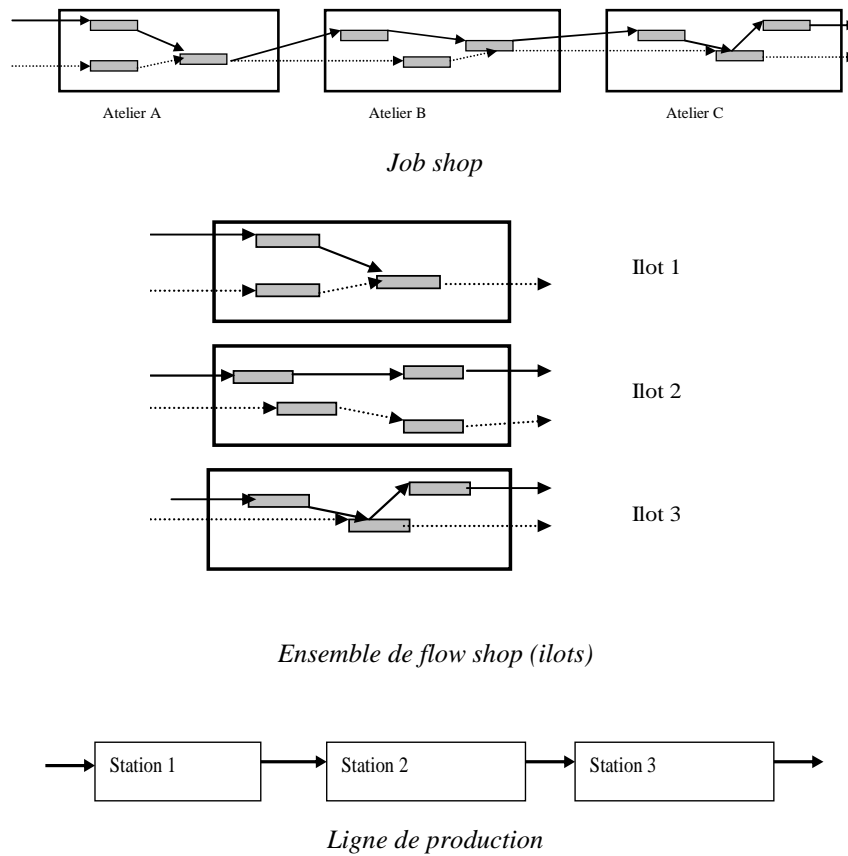 Atelier A
Atelier B
Atelier C
Job shop
Ilot 1
Ilot 2
Ilot 3
Ensemble de flow shop (ilots)
Station 1
Station 2
Station 3
Ligne de production